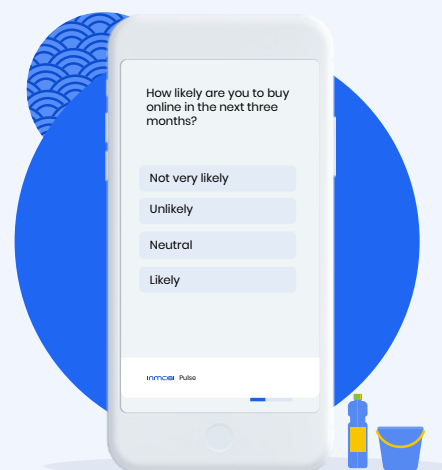 How likely are you to buy
online in the next three
months?
Not very likely
Unlikely
Neutral
Likely
INMOBI Pulse